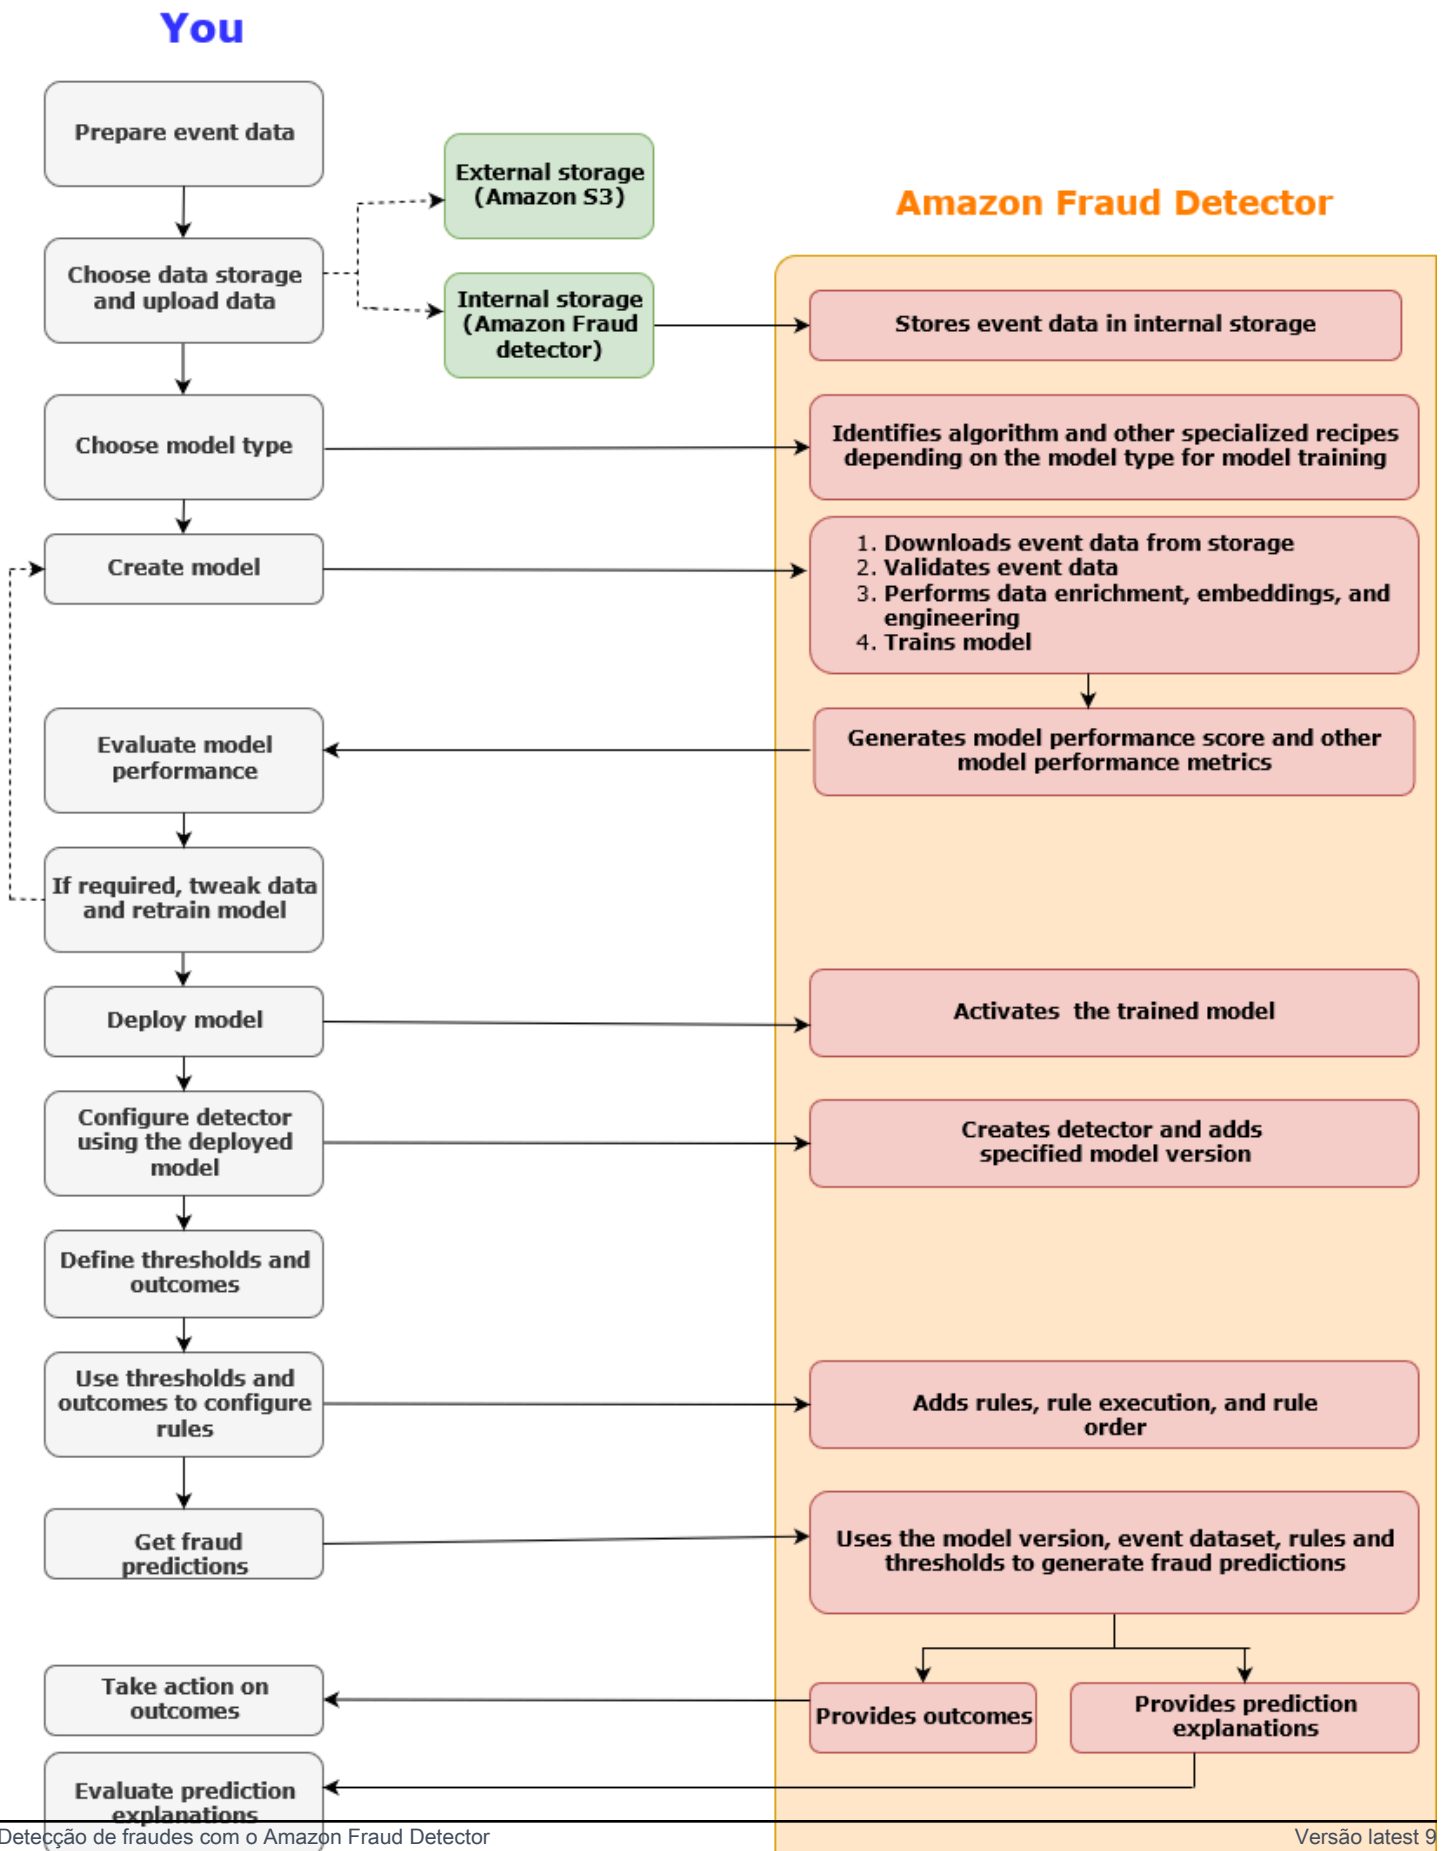 You
Prepare event data
External storage
(Amazon S3)
Amazon Fraud Detector
Choose data storage
and upload data
Internal storage
(Amazon Fraud
detector)
Stores event data in internal storage
Choose model type
Identifies algorithm and other specialized recipes
depending on the model type for model training
Create model
1. Downloads event data from storage
2. Validates event data
3. Performs data enrichment, embeddings, and
engineering
4. Trains model
Evaluate model
performance
Generates model performance score and other
model performance metrics
If required, tweak data
and retrain model
Deploy model
Activates the trained model
Configure detector
using the deployed
model
Creates detector and adds
specified model version
Define thresholds and
outcomes
Use thresholds and
outcomes to configure
rules
Adds rules, rule execution, and rule
order
Get fraud
predictions
Uses the model version, event dataset, rules and
thresholds to generate fraud predictions
Take action on
outcomes
Provides outcomes
Provides prediction
explanations
Evaluate prediction
explanations
Detecção de fraudes com o Amazon Fraud Detector
Versão latest 9